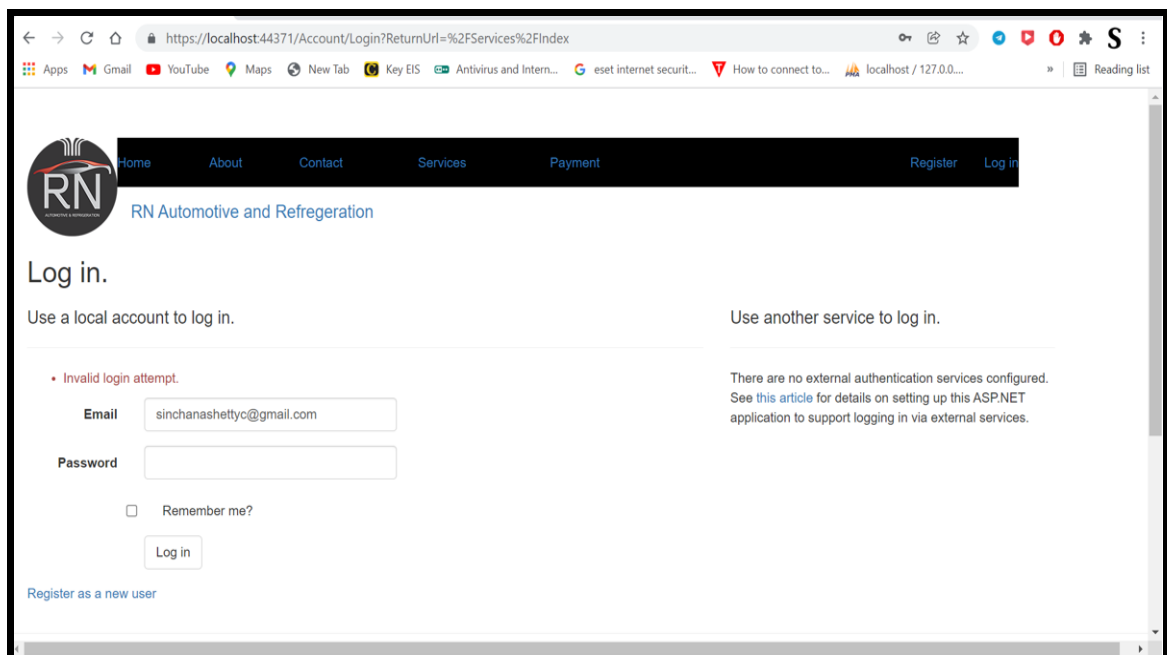 https://localhost:44371/Account/Login?ReturnUrl=%2FServices%2FIndex
S
Apps Gmail YouTube Maps New Tab Key EIS Antivirus and Intern... eset internet securit... How to connect to... localhost / 127.0.0.... » Reading list
Home About Contact Services Payment Register Log in
RN
AUTOMOTIVE & REFREGERATION
RN Automotive and Refregeration
Log in.
Use a local account to log in. Use another service to log in.
• Invalid login attempt.
There are no external authentication services configured.
See this article for details on setting up this ASP.NET
application to support logging in via external services.
Email sinchanashettyc@gmail.com
Password
Remember me?
Log in
Register as a new user